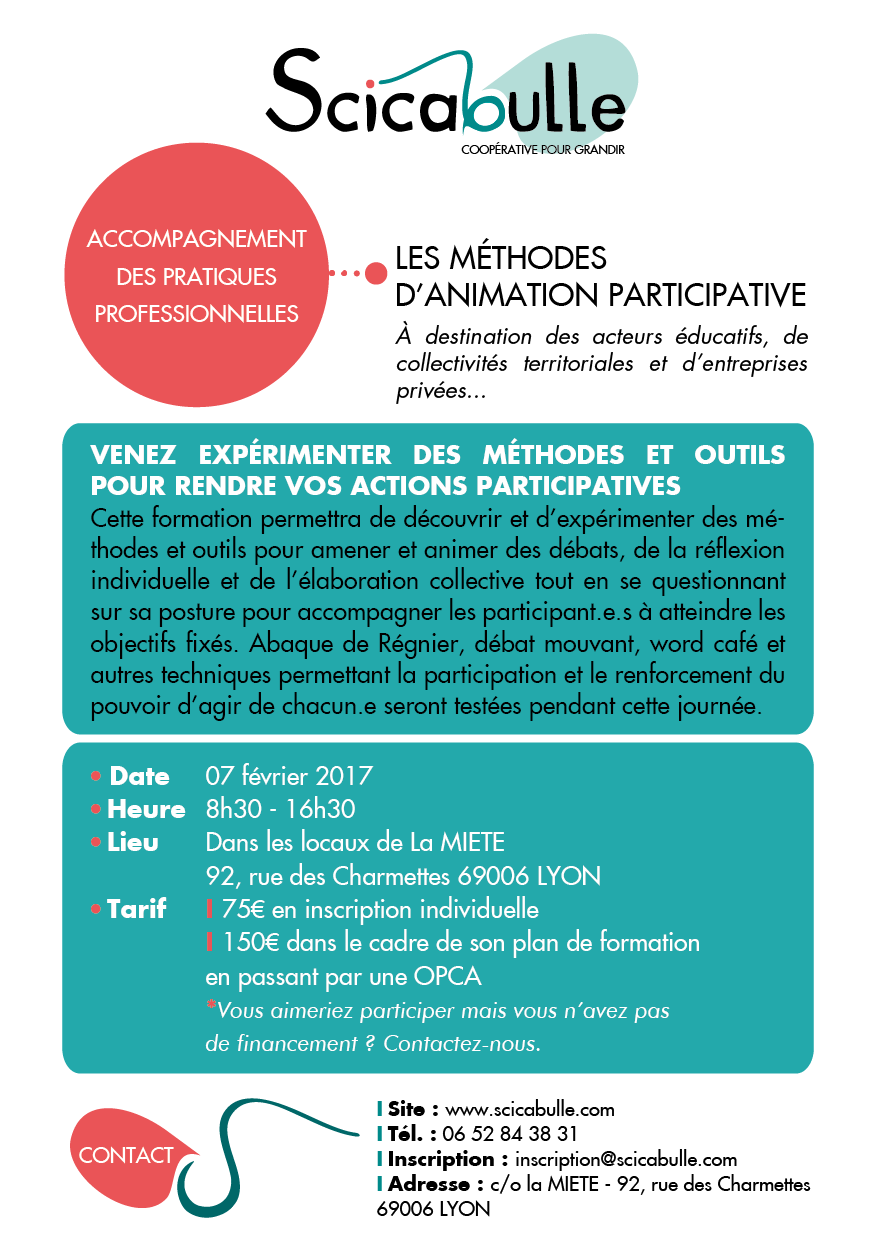 Scicabulle
COOPÉRATIVE POUR GRANDIR
ACCOMPAGNEMENT
DES PRATIQUES
PROFESSIONNELLES
LES MÉTHODES
D’ANIMATION PARTICIPATIVE
À destination des acteurs éducatifs, de
collectivités territoriales et d’entreprises
privées...
VENEZ EXPÉRIMENTER DES MÉTHODES ET OUTILS
POUR RENDRE VOS ACTIONS PARTICIPATIVES
Cette formation permettra de découvrir et d’expérimenter des mé-
thodes et outils pour amener et animer des débats, de la réflexion
individuelle et de l’élaboration collective tout en se questionnant
sur sa posture pour accompagner les participant.e.s à atteindre les
objectifs fixés. Abaque de Régnier, débat mouvant, word café et
autres techniques permettant la participation et le renforcement du
pouvoir d’agir de chacun.e seront testées pendant cette journée.
• Date 07 février 2017
• Heure 8h30 - 16h30
• Lieu Dans les locaux de La MIETE
92, rue des Charmettes 69006 LYON
• Tarif I 75€ en inscription individuelle
I 150€ dans le cadre de son plan de formation
en passant par une OPCA
*Vous aimeriez participer mais vous n’avez pas
de financement ? Contactez-nous.
CONTACT
I Site : www.scicabulle.com
I Tél. : 06 52 84 38 31
I Inscription : inscription@scicabulle.com
I Adresse : c/o la MIETE - 92, rue des Charmettes
69006 LYON